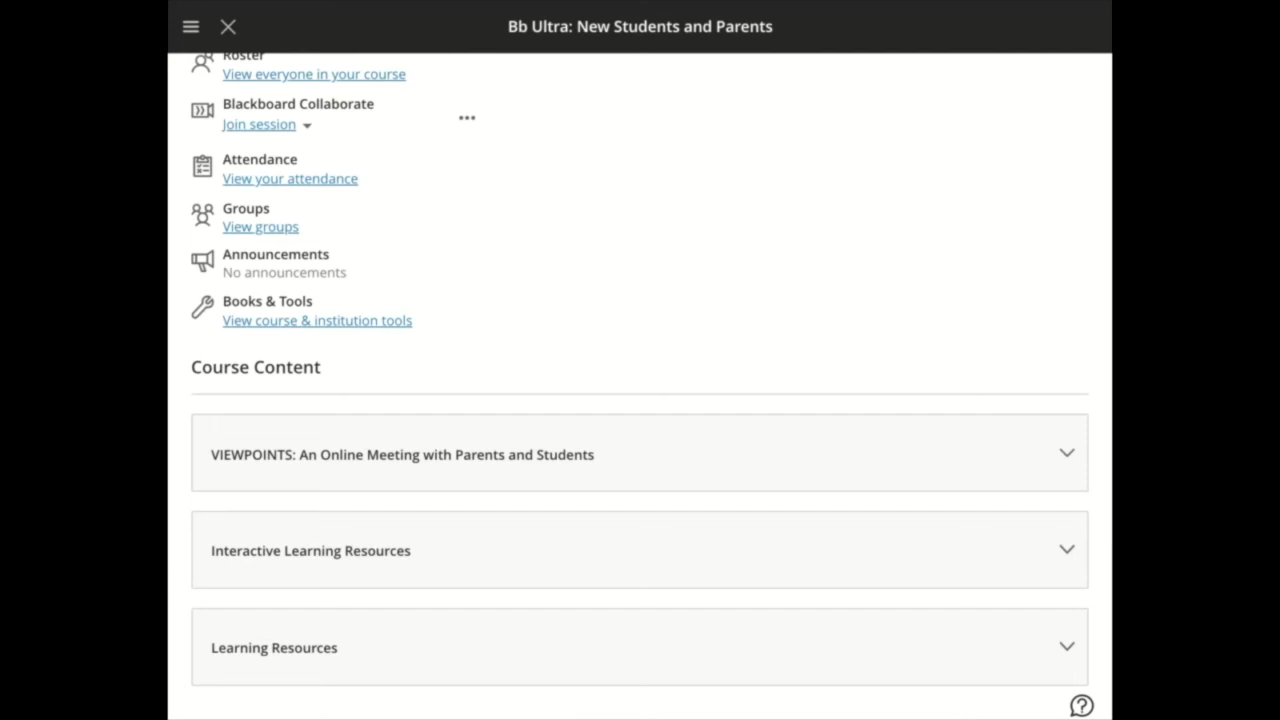 Bb Ultra: New Students and Parents
Roster
View everyone in your course
Blackboard Collaborate
Join session
Attendance
View your attendance
Groups
View groups
Announcements
No announcements
Books & Tools
View course & institution tools
Course Content
VIEWPOINTS: An Online Meeting with Parents and Students
Interactive Learning Resources
Learning Resources